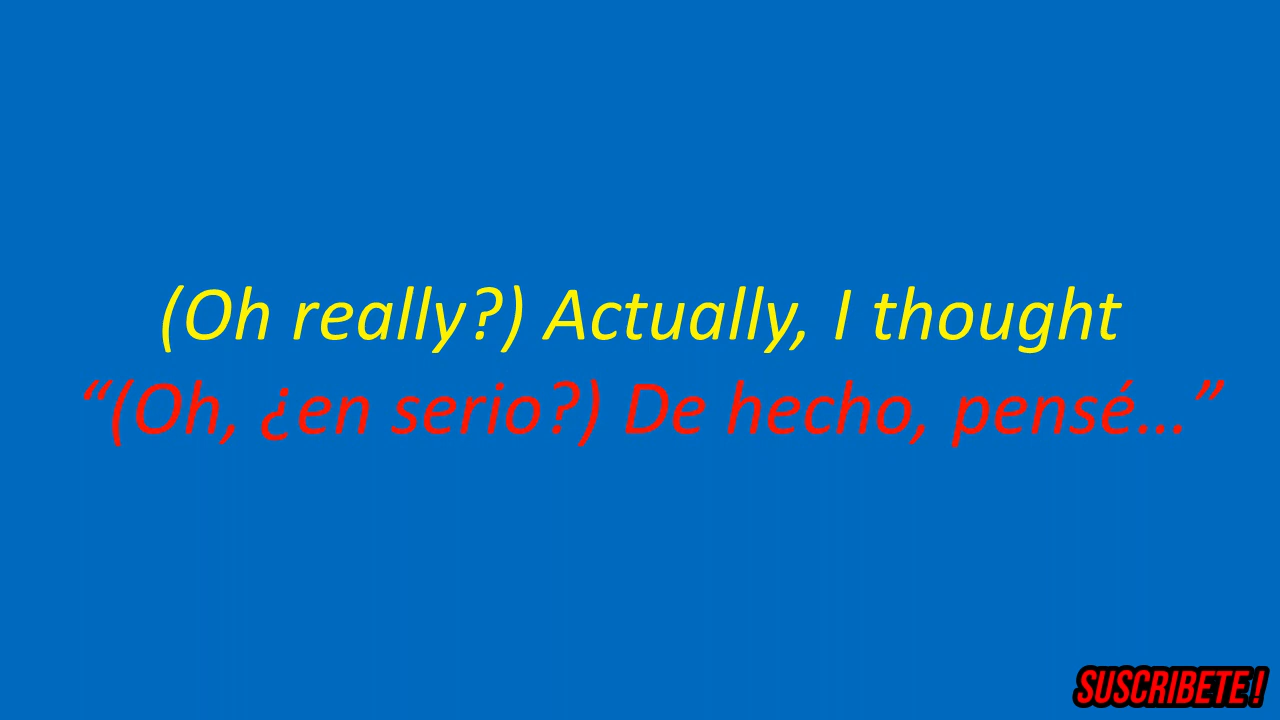 (Oh really?) Actually, I thought
“(Oh, ¿en serio?) De hecho, pensé…”
SUSCRIBETE!